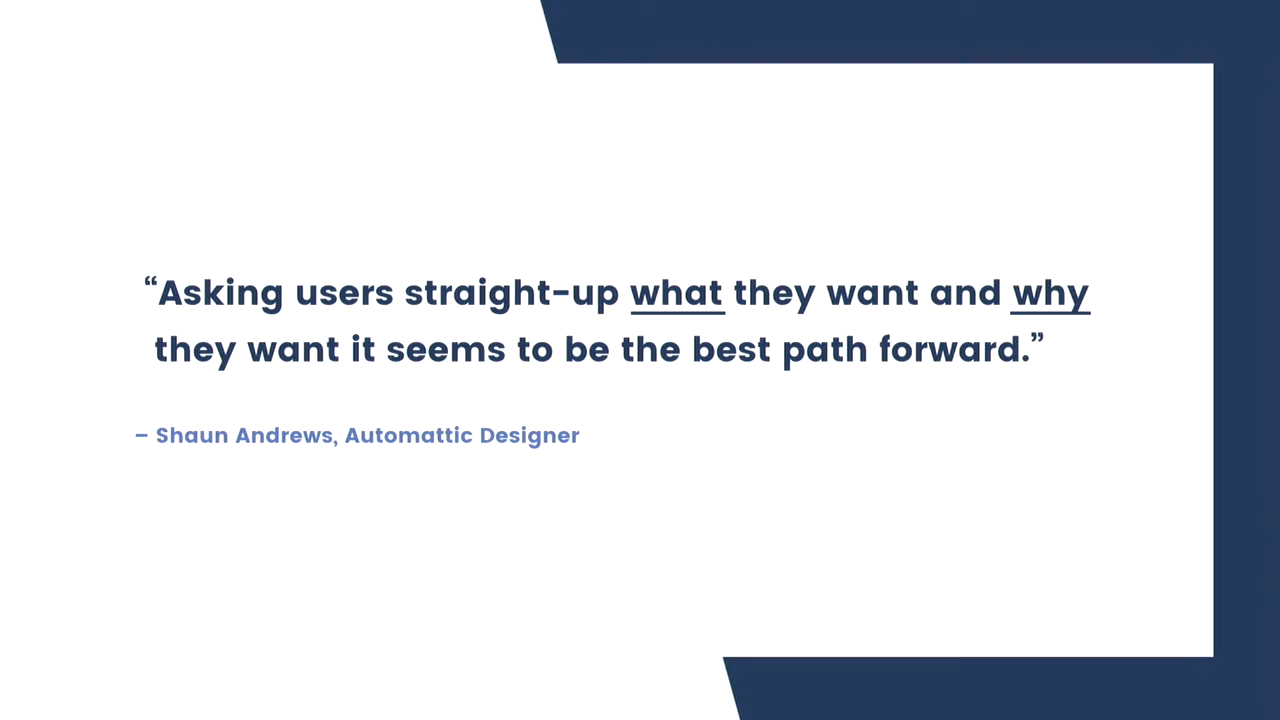 “Asking users straight-up what they want and why
they want it seems to be the best path forward.”
– Shaun Andrews, Automattic Designer